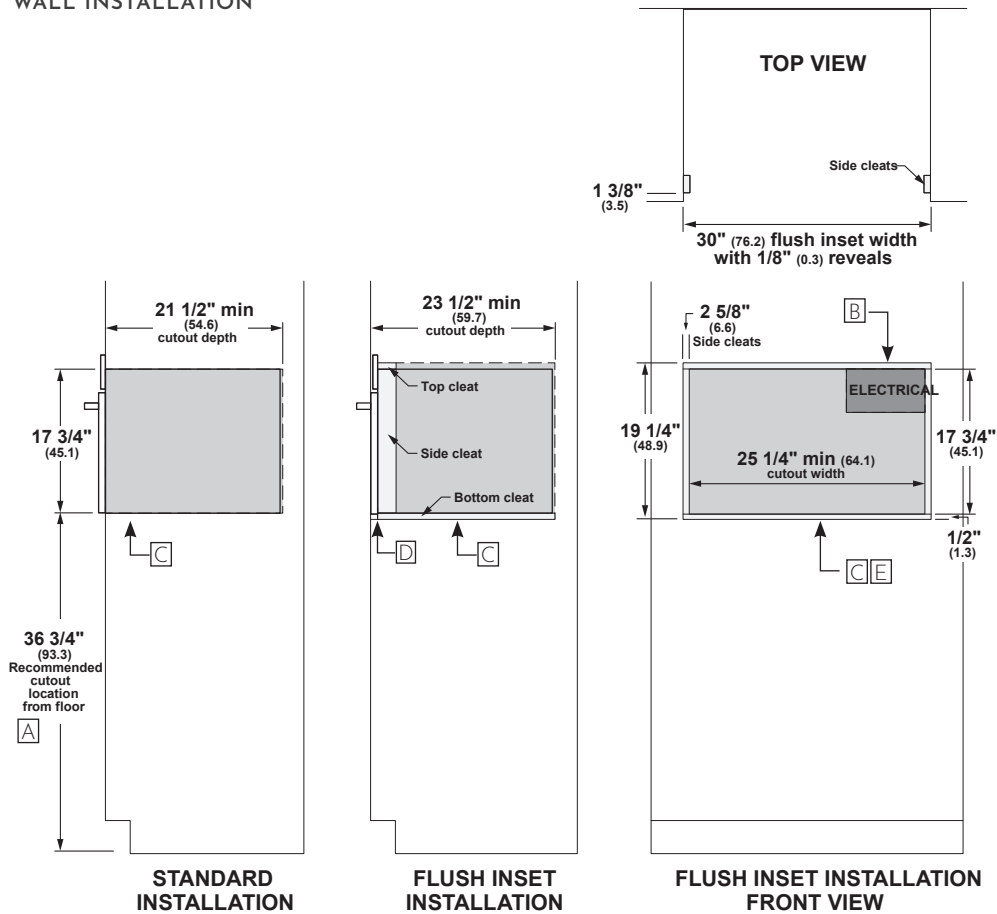 WALL INSTALLATION
TOP VIEW
Side cleats
1 3/8"
(3.5)
30" (76.2) flush inset width
with 1/8" (0.3) reveals
21 1/2" min
(54.6)
cutout depth
17 3/4"
(45.1)
C
36 3/4"
(93.3)
Recommended
cutout
location
from floor
A
STANDARD
INSTALLATION
23 1/2" min
(59.7)
cutout depth
Top cleat
Side cleat
Bottom cleat
D
C
FLUSH INSET
INSTALLATION
2 5/8"
(6.6)
Side cleats
B
ELECTRICAL
19 1/4"
(48.9)
17 3/4"
(45.1)
25 1/4" min (64.1)
cutout width
1/2"
(1.3)
C E
FLUSH INSET INSTALLATION
FRONT VIEW